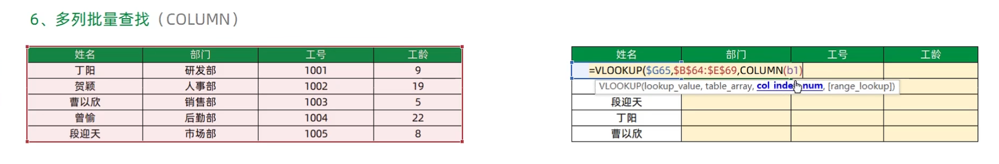 6、多列批量查找（COLUMN）
姓名 部门 工号 工龄
丁阳 研发部 1001 9
贺颖 人事部 1002 19
曹以欣 销售部 1003 5
曾愉 后勤部 1004 22
段迎天 市场部 1005 8
姓名 部门 工号 工龄
=VLOOKUP($G65,$B$64:$E$69,COLUMN(b1)
VLOOKUP(lookup_value, table_array, col_index_num, [range_lookup])
段迎天
丁阳
曹以欣